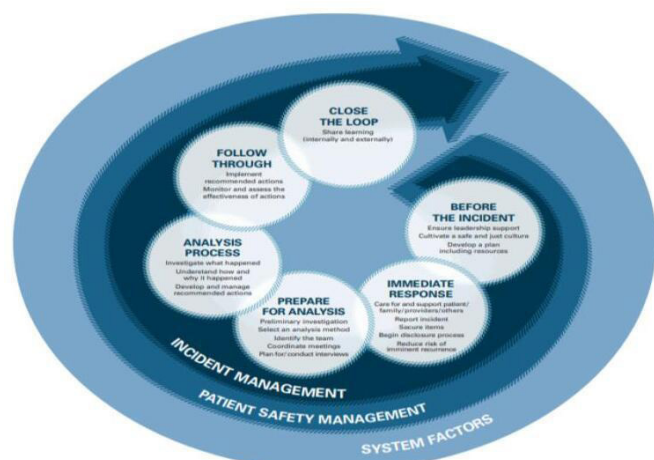 CLOSE
THE LOOP
Share learning
(internally and externally)
FOLLOW
THROUGH
Implement
recommended actions
Monitor and assess the
effectiveness of actions
BEFORE
THE INCIDENT
Ensure leadership support
Cultivate a safe and just culture
Develop a plan
including resources
ANALYSIS
PROCESS
Investigate what happened
Understand how and
why it happened
Develop and manage
recommended actions
IMMEDIATE
RESPONSE
Care for and support patient/
family/providers/others
Report incident
Secure items
Begin disclosure process
Reduce risk of
imminent recurrence
PREPARE
FOR ANALYSIS
Preliminary investigation
Select an analysis method
Identify the team
Coordinate meetings
Plan for/conduct interviews
INCIDENT MANAGEMENT
PATIENT SAFETY MANAGEMENT
SYSTEM FACTORS